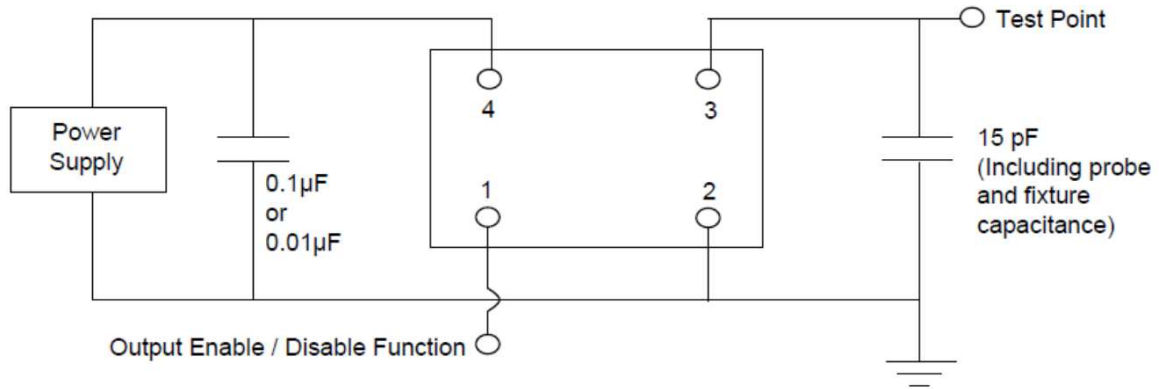 Test Point
Power
Supply
4
3
0.1µF
or
0.01µF
1
2
15 pF
(Including probe
and fixture
capacitance)
Output Enable / Disable Function